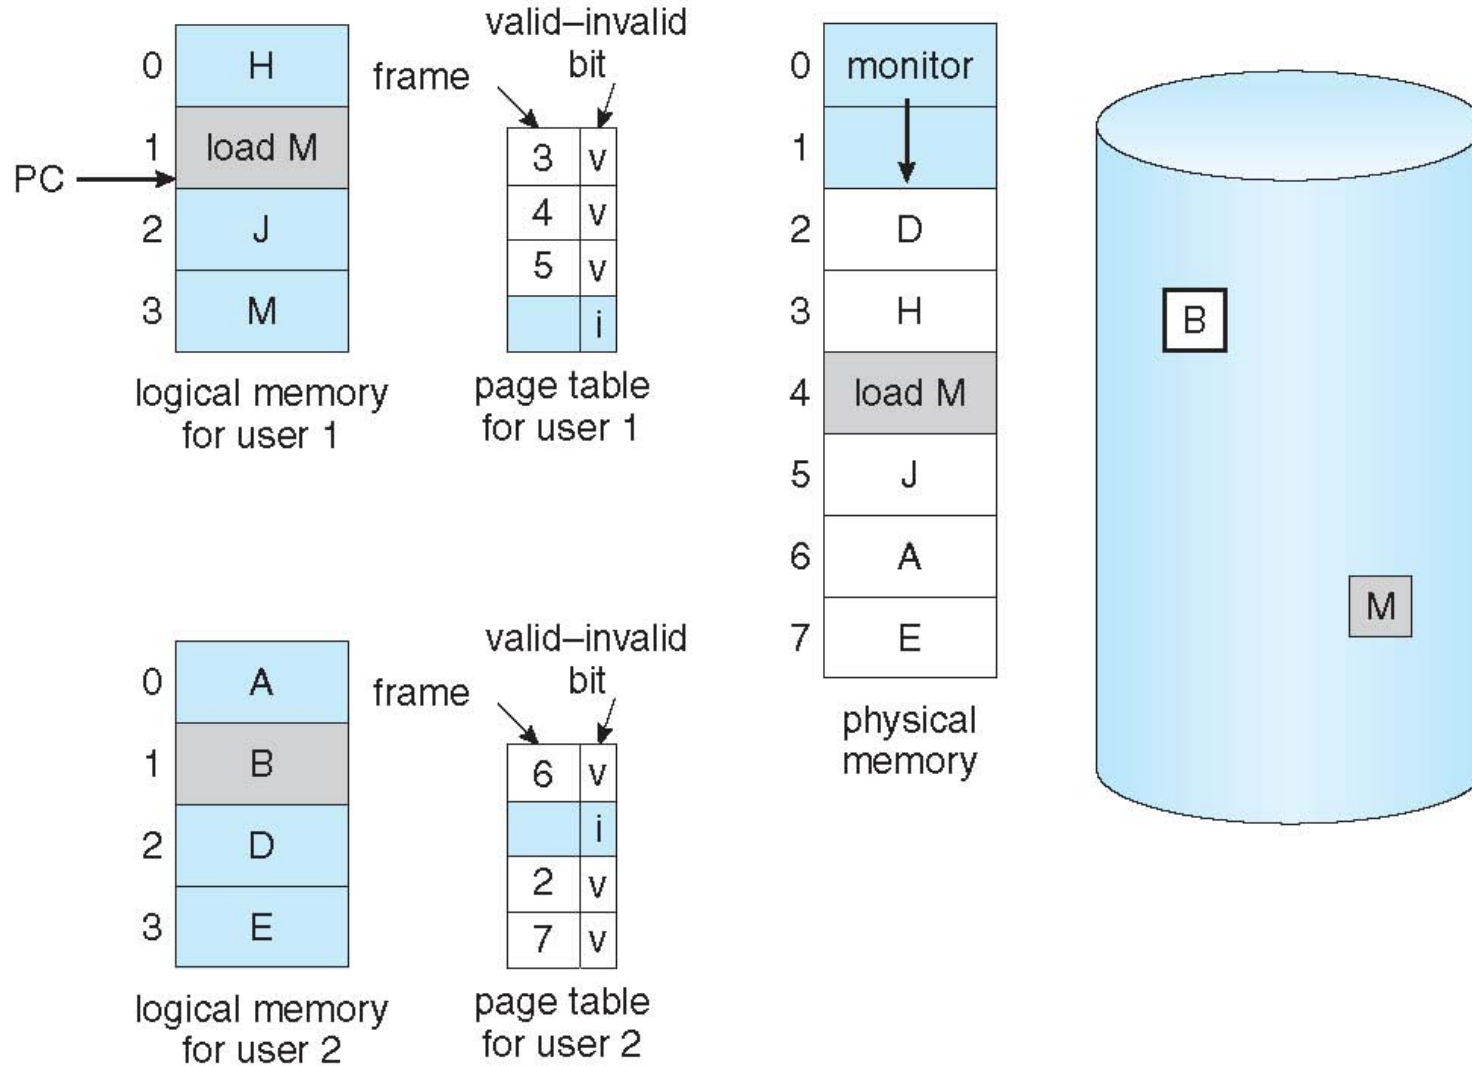 0 H
1 load M
PC
2 J
3 M
logical memory
for user 1
valid–invalid
bit
frame
3 v
4 v
5 v
i
page table
for user 1
0 monitor
1
2 D
3 H
4 load M
5 J
6 A
7 E
physical
memory
B
M
0 A
1 B
2 D
3 E
logical memory
for user 2
valid–invalid
bit
frame
6 v
i
2 v
7 v
page table
for user 2